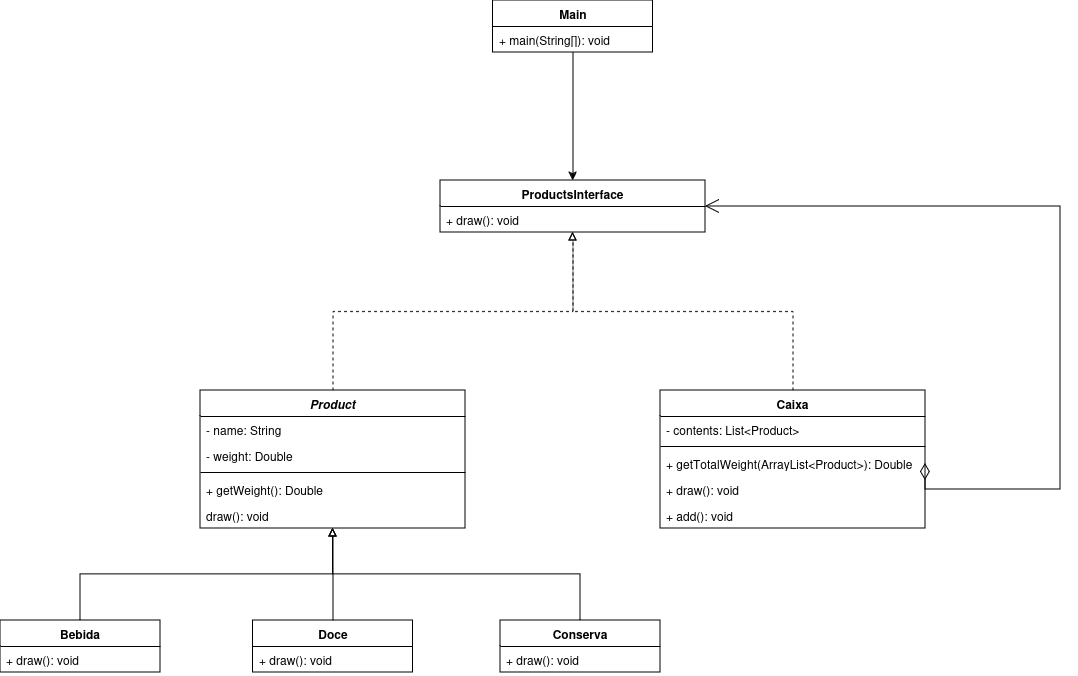 Main
+ main(String[]): void
ProductsInterface
+ draw(): void
Product
- name: String
- weight: Double
+ getWeight(): Double
draw(): void
Caixa
- contents: List<Product>
+ getTotalWeight(ArrayList<Product>): Double
+ draw(): void
+ add(): void
Bebida
+ draw(): void
Doce
+ draw(): void
Conserva
+ draw(): void